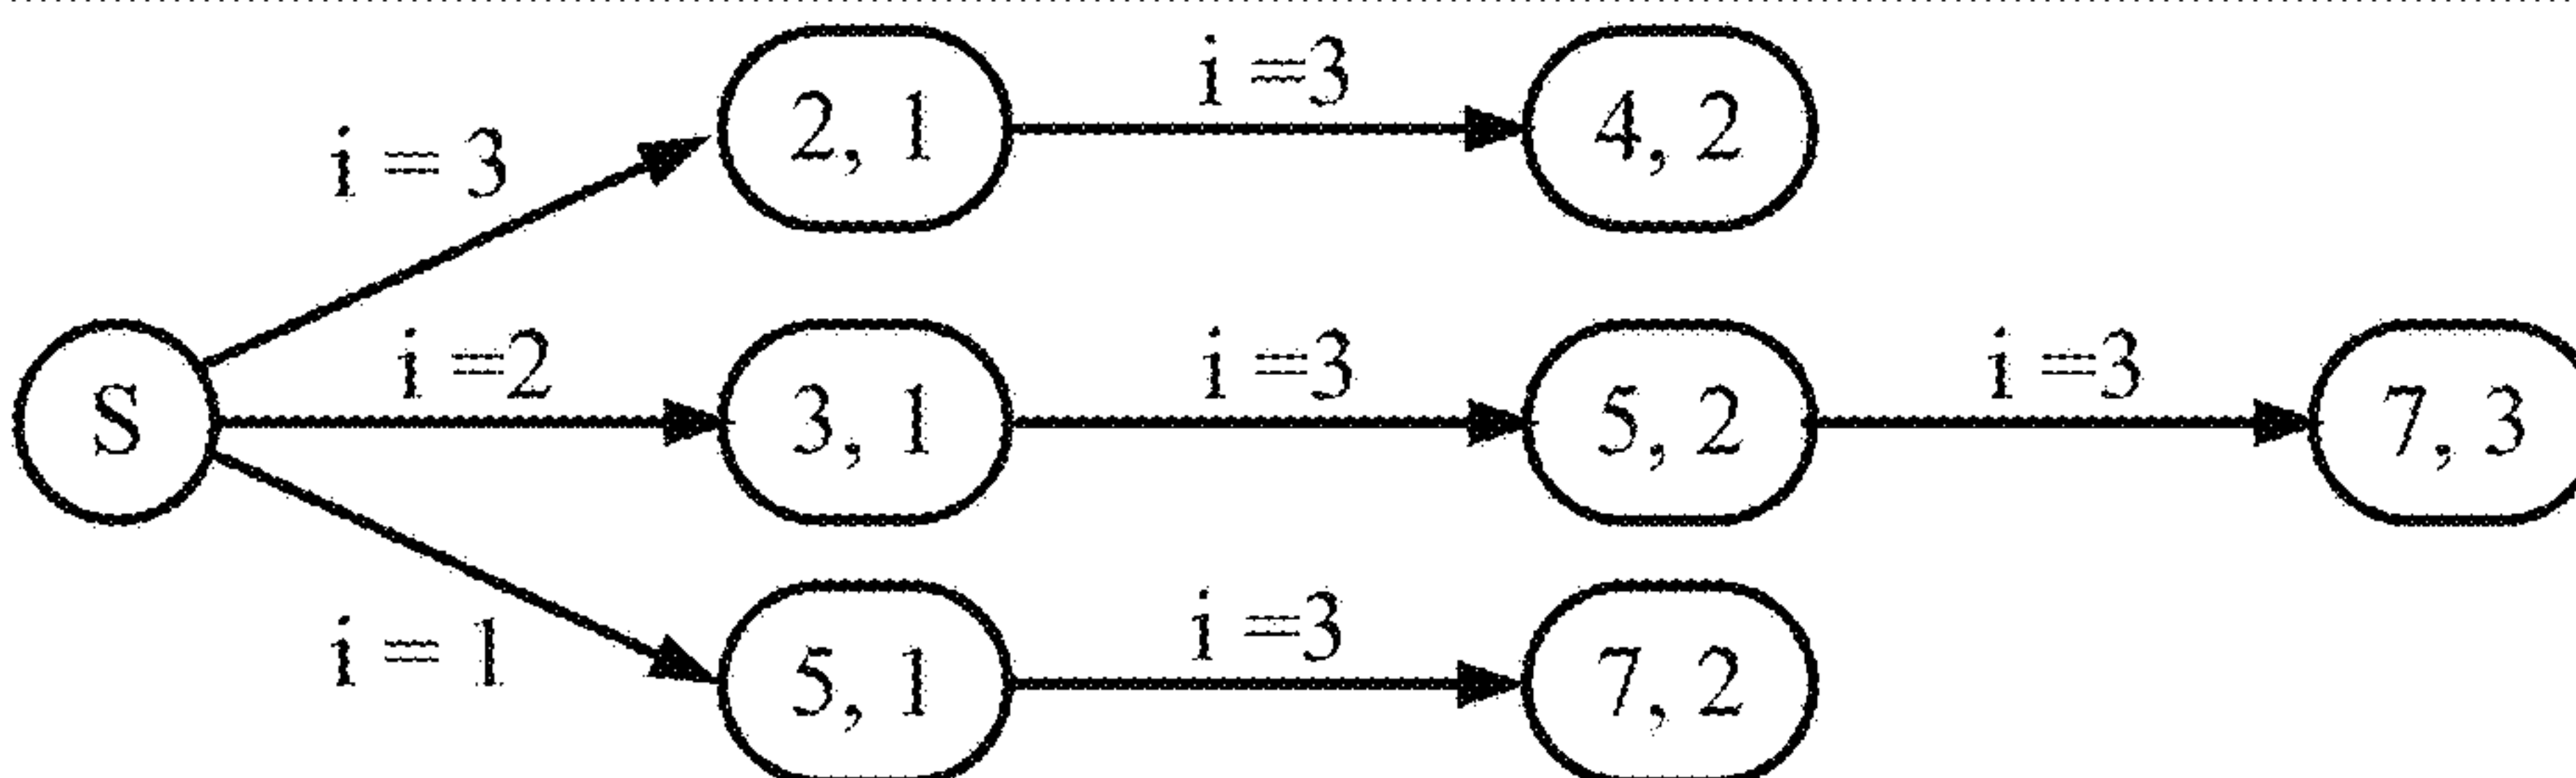 i =3
2, 1
4, 2
i = 3
i =2
i =3
i =3
S
3, 1
5, 2
7, 3
i = 1
i =3
5, 1
7, 2